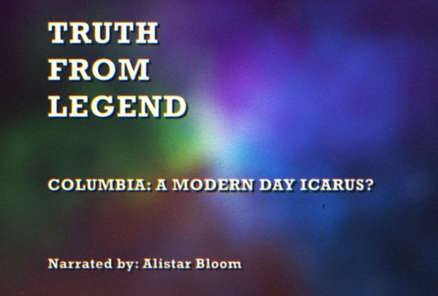 TRUTH
FROM
LEGEND
COLUMBIA: A MODERN DAY ICARUS?
Narrated by: Alistar Bloom